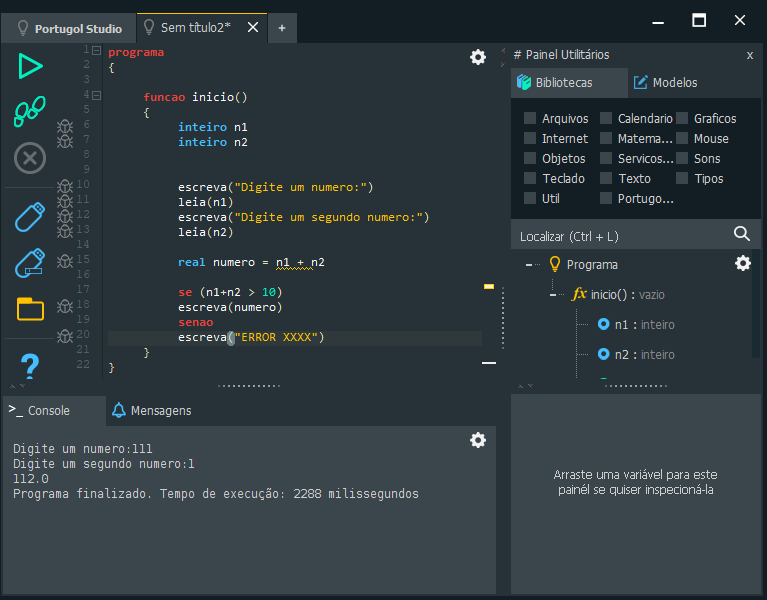 Portugol Studio
Sem título2*
+
1 programa
2 {
3
4 funcao inicio()
5 {
6 inteiro n1
7 inteiro n2
8
9
10 escreva("Digite um numero:")
11 leia(n1)
12 escreva("Digite um segundo numero:")
13 leia(n2)
14
15 real numero = n1 + n2
16
17 se (n1+n2 > 10)
18 escreva(numero)
19 senao
20 escreva("ERROR XXXX")
21 }
22 }
# Painel Utilitários x
Bibliotecas Modelos
Arquivos Calendario Graficos
Internet Matema... Mouse
Objetos Servicos... Sons
Teclado Texto Tipos
Util Portugo...
Localizar (Ctrl + L)
Programa
fx inicio() : vazio
n1 : inteiro
n2 : inteiro
>_ Console Mensagens
Digite um numero:111
Digite um segundo numero:1
112.0
Programa finalizado. Tempo de execução: 2288 milissegundos
Arraste uma variável para este
painél se quiser inspecioná-la